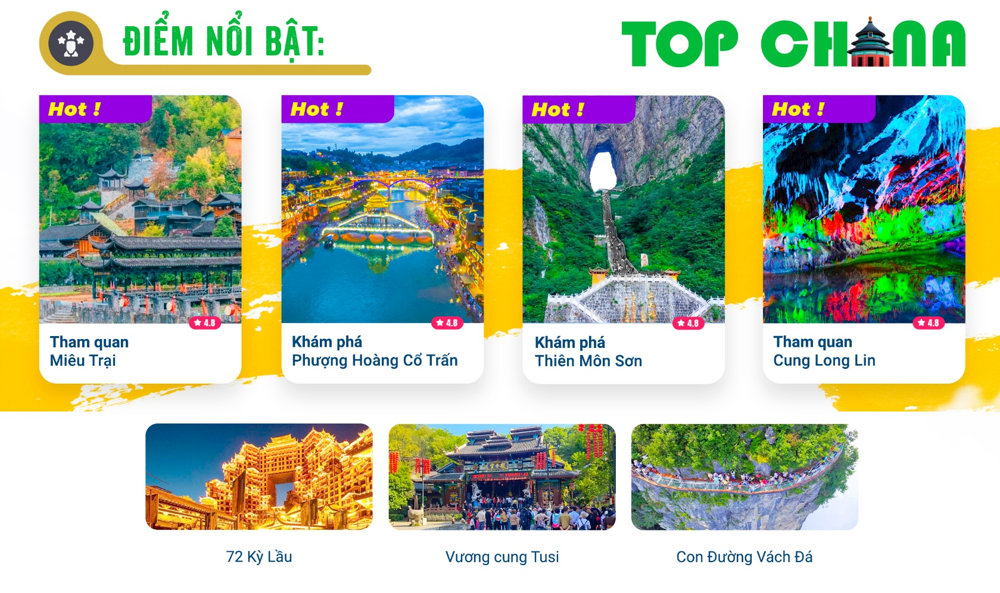 ĐIỂM NỔI BẬT:
TOP CHINA
Hot !
Hot !
Hot !
Hot !
4.8
4.8
4.8
4.8
Tham quan
Miêu Trại
Khám phá
Phượng Hoàng Cổ Trấn
Khám phá
Thiên Môn Sơn
Tham quan
Cung Long Lin
72 Kỳ Lầu
Vương cung Tusi
Con Đường Vách Đá